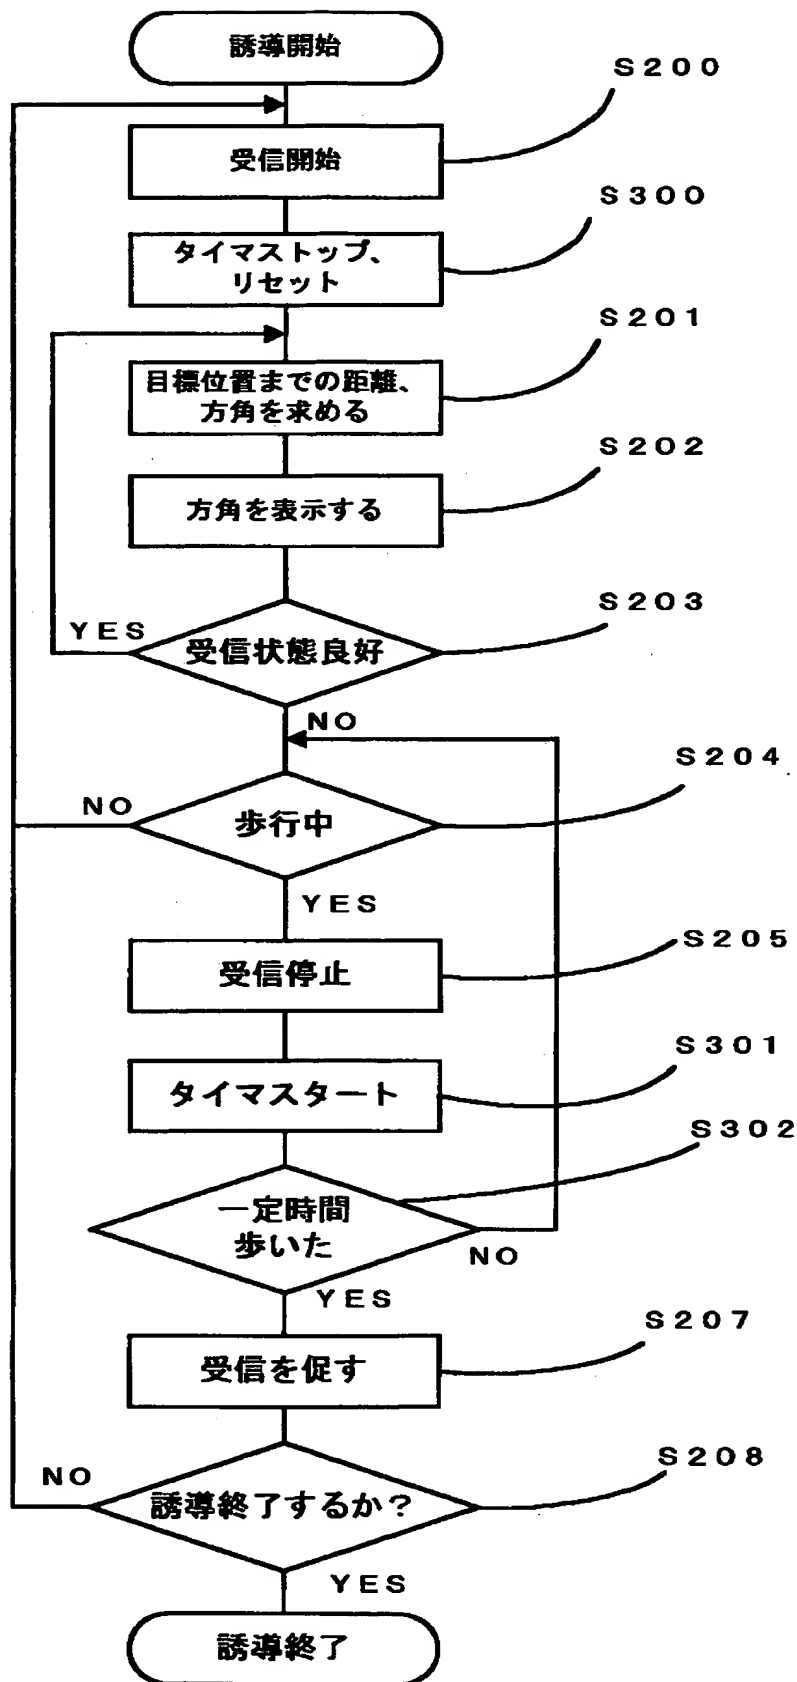 誘導開始
S200
受信開始
S300
タイマストップ、
リセット
S201
目標位置までの距離、
方角を求める
S202
方角を表示する
S203
YES
受信状態良好
NO
S204
NO
歩行中
YES
S205
受信停止
S301
タイマスタート
S302
一定時間
歩いた
NO
YES
S207
受信を促す
S208
NO
誘導終了するか?
YES
誘導終了